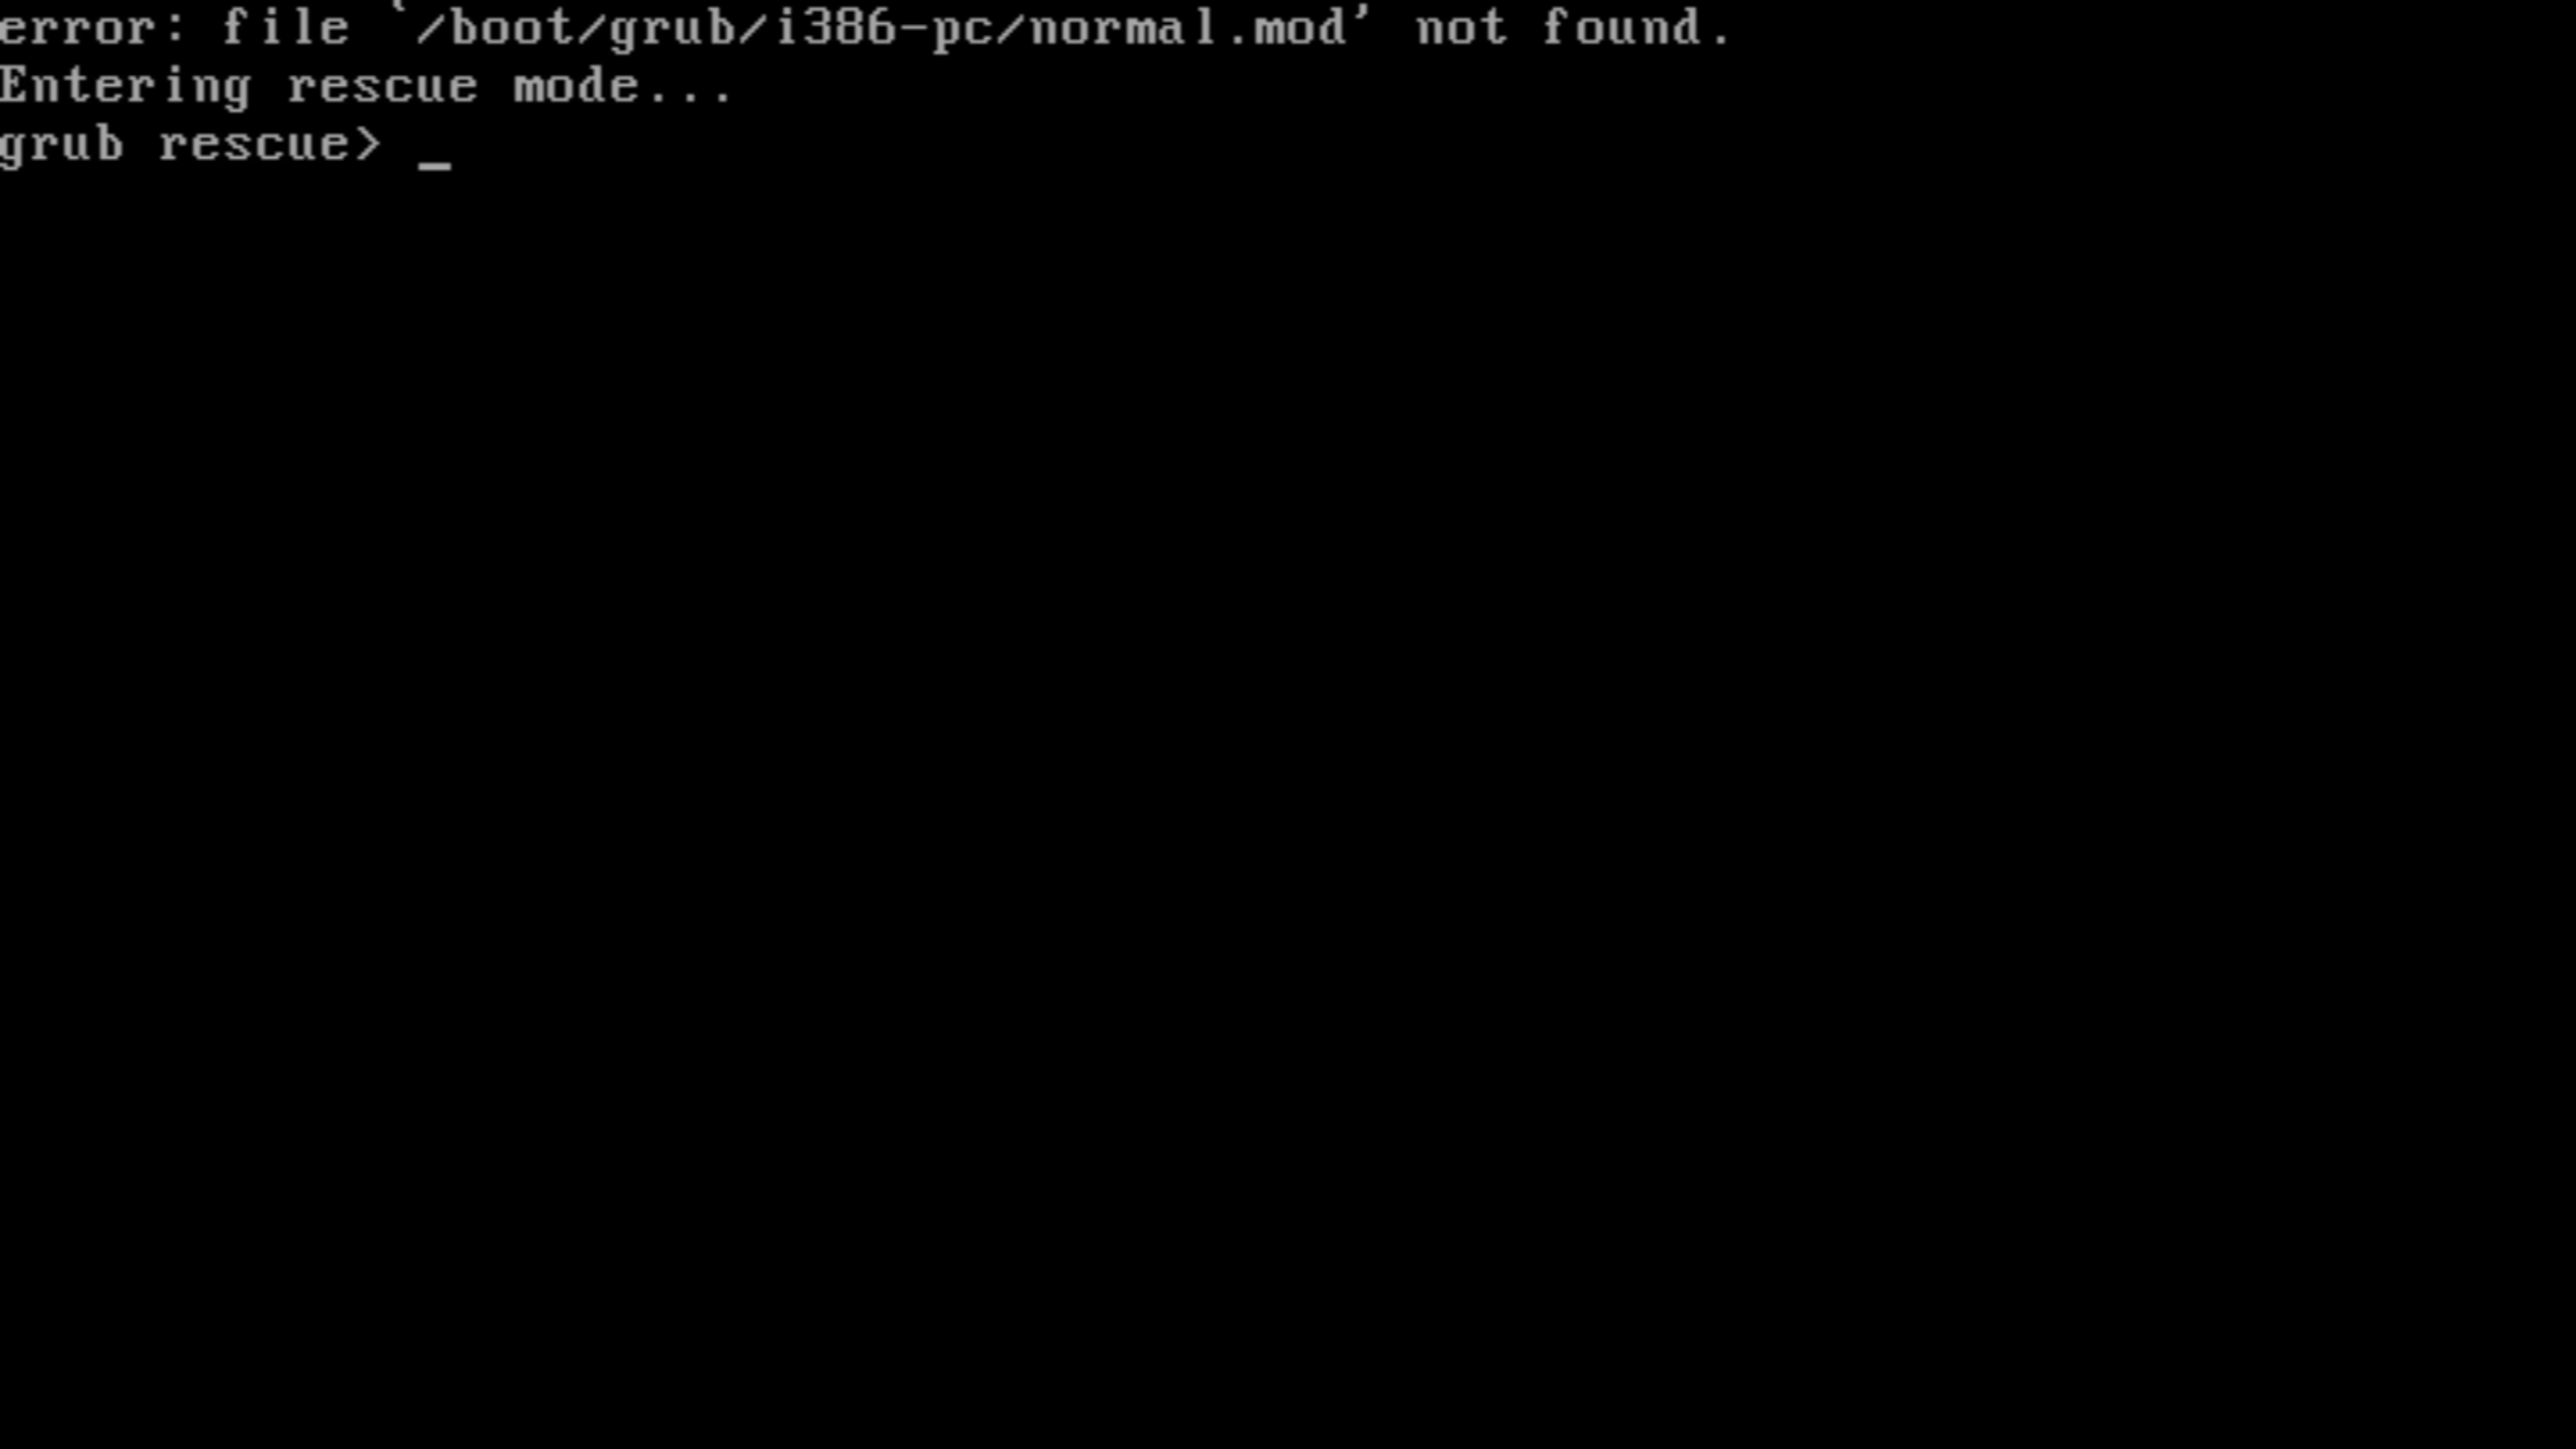 error: file `/boot/grub/i386-pc/normal.mod' not found.
Entering rescue mode...
grub rescue> _